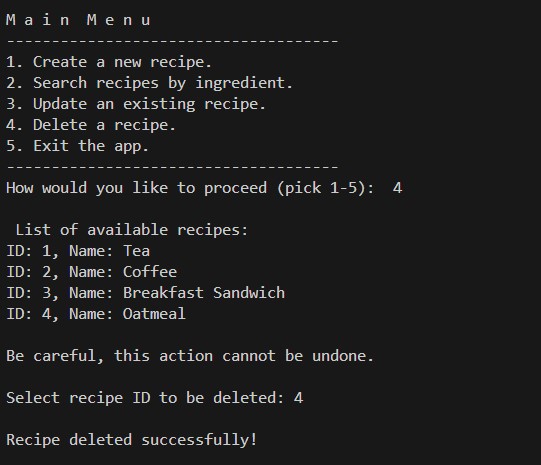 M a i n  M e n u
-------------------------------------
1. Create a new recipe.
2. Search recipes by ingredient.
3. Update an existing recipe.
4. Delete a recipe.
5. Exit the app.
-------------------------------------
How would you like to proceed (pick 1-5):  4
 List of available recipes:
ID: 1, Name: Tea
ID: 2, Name: Coffee
ID: 3, Name: Breakfast Sandwich
ID: 4, Name: Oatmeal
Be careful, this action cannot be undone.
Select recipe ID to be deleted: 4
Recipe deleted successfully!